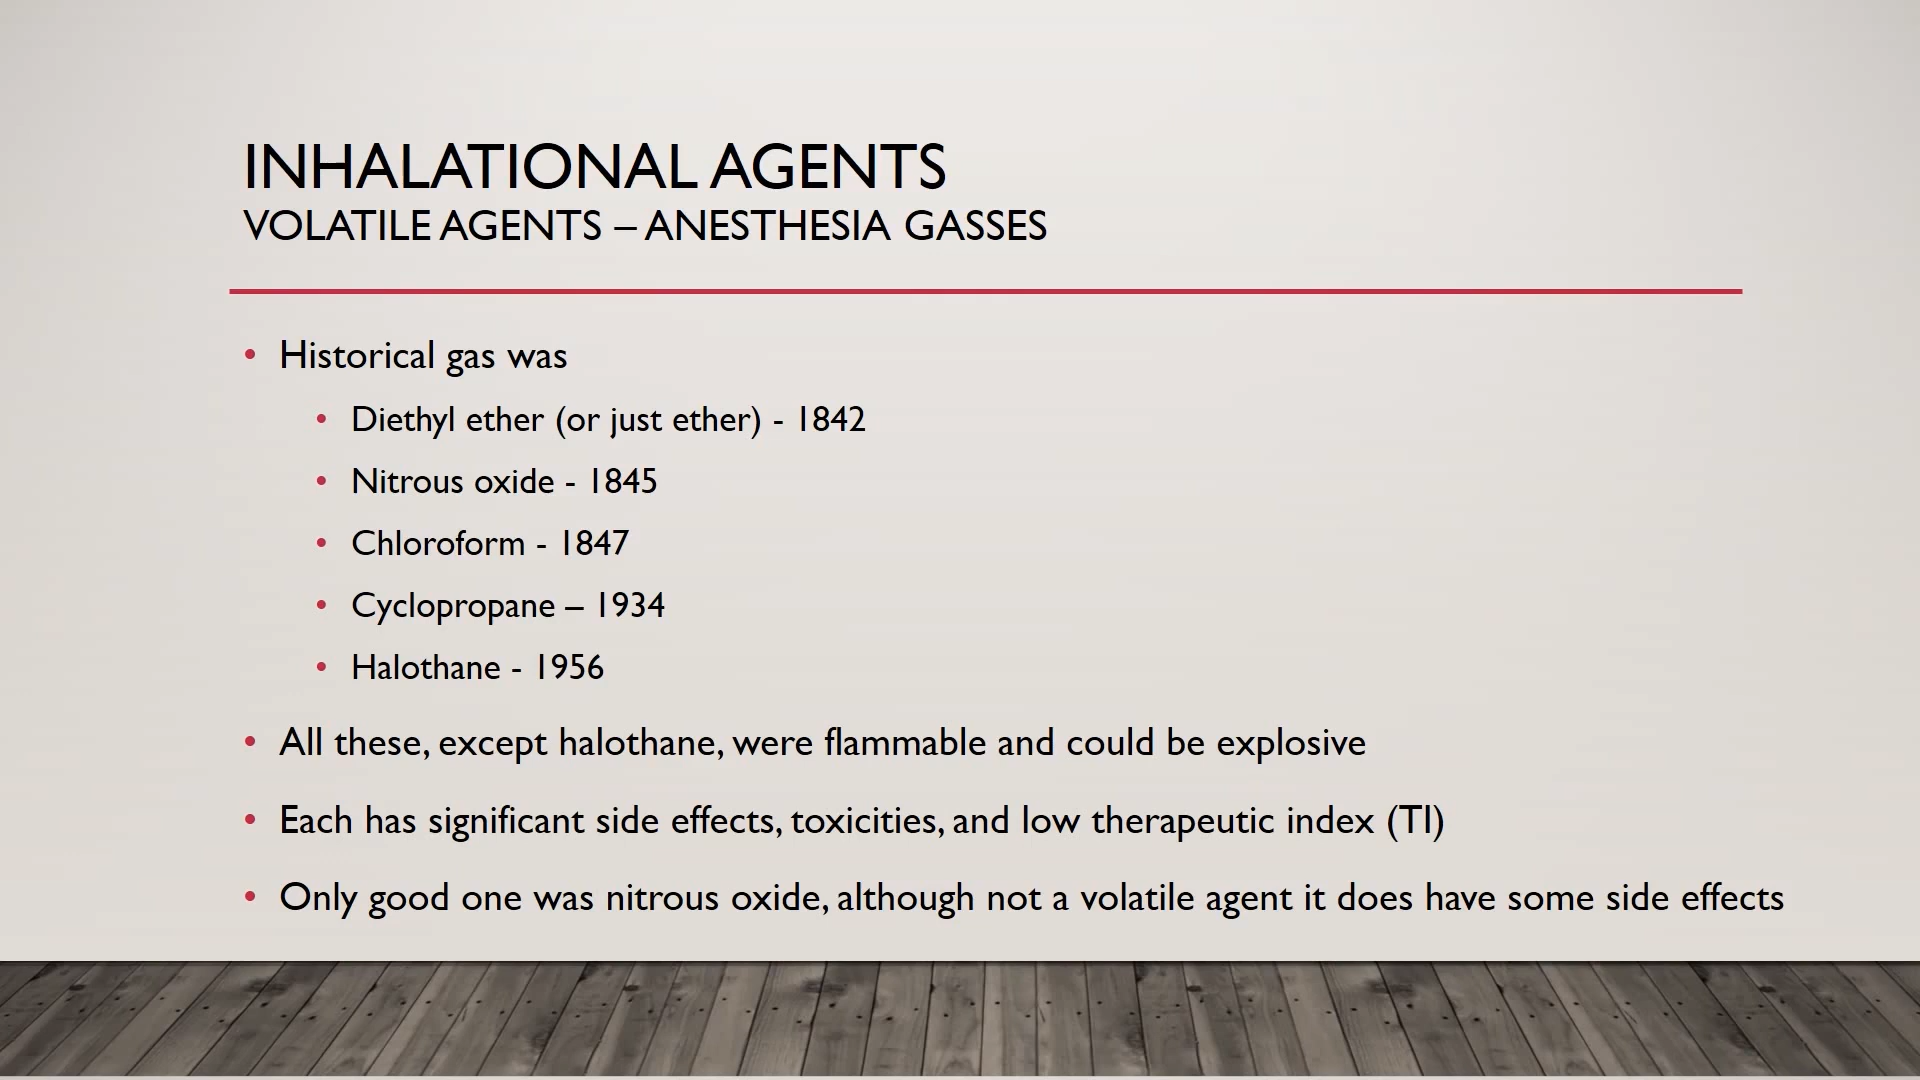 INHALATIONAL AGENTS
VOLATILE AGENTS – ANESTHESIA GASSES
• Historical gas was
• Diethyl ether (or just ether) - 1842
• Nitrous oxide - 1845
• Chloroform - 1847
• Cyclopropane – 1934
• Halothane - 1956
• All these, except halothane, were flammable and could be explosive
• Each has significant side effects, toxicities, and low therapeutic index (TI)
• Only good one was nitrous oxide, although not a volatile agent it does have some side effects